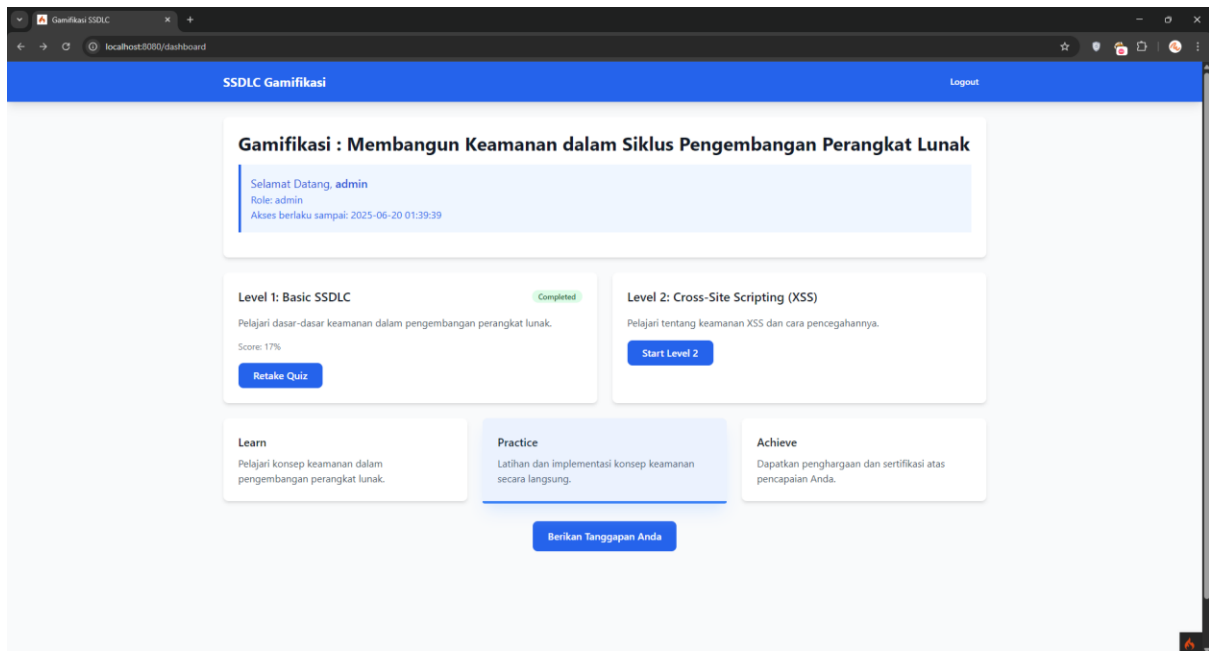 Gamifikasi SSDLC
localhost:8080/dashboard
SSDLC Gamifikasi
Logout
Gamifikasi : Membangun Keamanan dalam Siklus Pengembangan Perangkat Lunak
Selamat Datang, admin
Role: admin
Akses berlaku sampai: 2025-06-20 01:39:39
Level 1: Basic SSDLC
Completed
Pelajari dasar-dasar keamanan dalam pengembangan perangkat lunak.
Score: 17%
Retake Quiz
Level 2: Cross-Site Scripting (XSS)
Pelajari tentang keamanan XSS dan cara pencegahannya.
Start Level 2
Learn
Pelajari konsep keamanan dalam
pengembangan perangkat lunak.
Practice
Latihan dan implementasi konsep keamanan
secara langsung.
Achieve
Dapatkan penghargaan dan sertifikasi atas
pencapaian Anda.
Berikan Tanggapan Anda